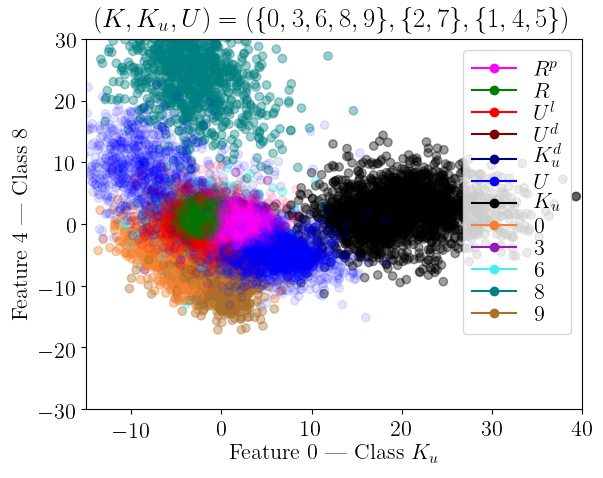 (K, K_u, U) = ({0, 3, 6, 8, 9}, {2, 7}, {1, 4, 5})
30
20
10
0
−10
−20
−30
Feature 4 — Class 8
R^p
R
U^l
U^d
K_u^d
U
K_u
0
3
6
8
9
−10
0
10
20
30
40
Feature 0 — Class K_u